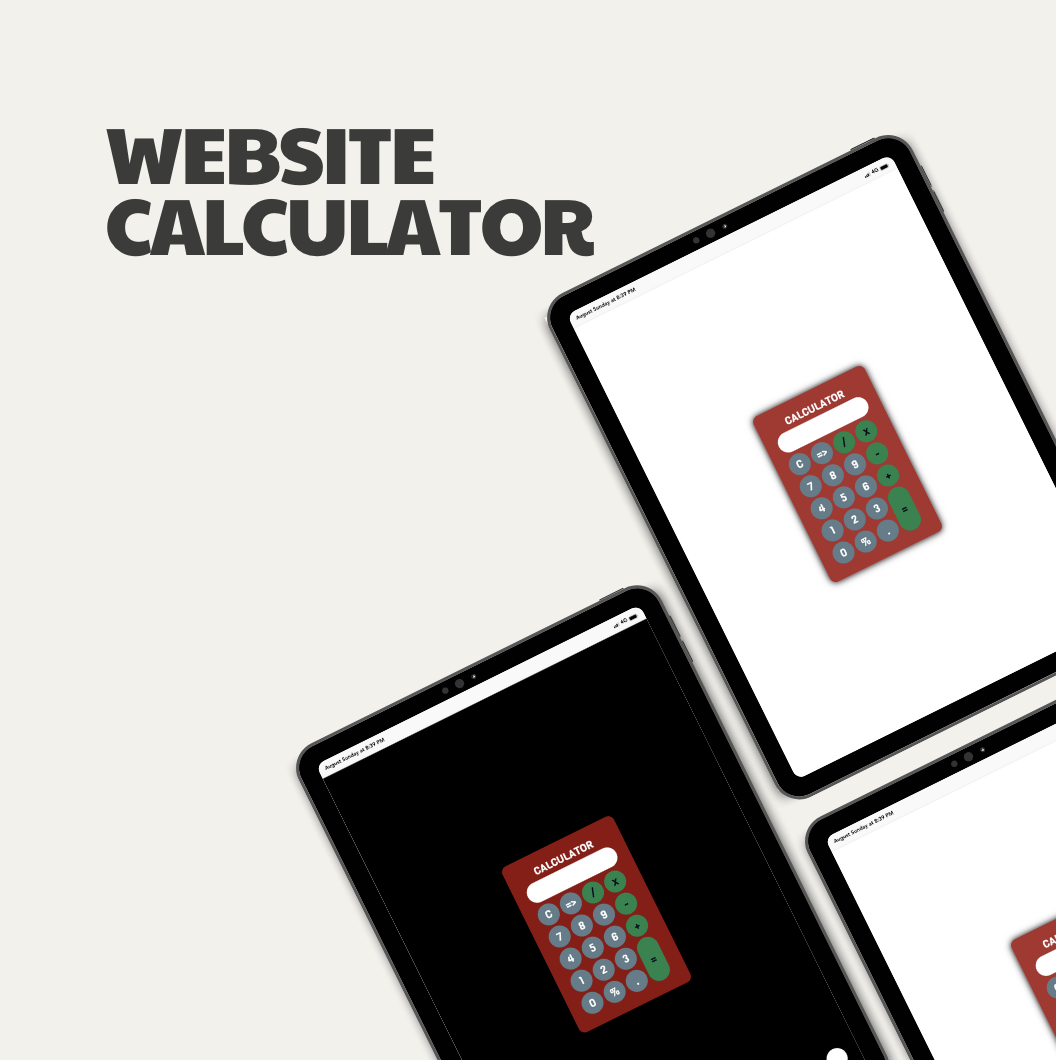 WEBSITE
CALCULATOR
4G
August Sunday at 8:39 PM
CALCULATOR
C => / X
7 8 9 -
4 5 6 +
1 2 3 =
0 % .
4G
August Sunday at 8:39 PM
CALCULATOR
C => / X
7 8 9 -
4 5 6 +
1 2 3 =
0 % .
August Sunday at 8:39 PM